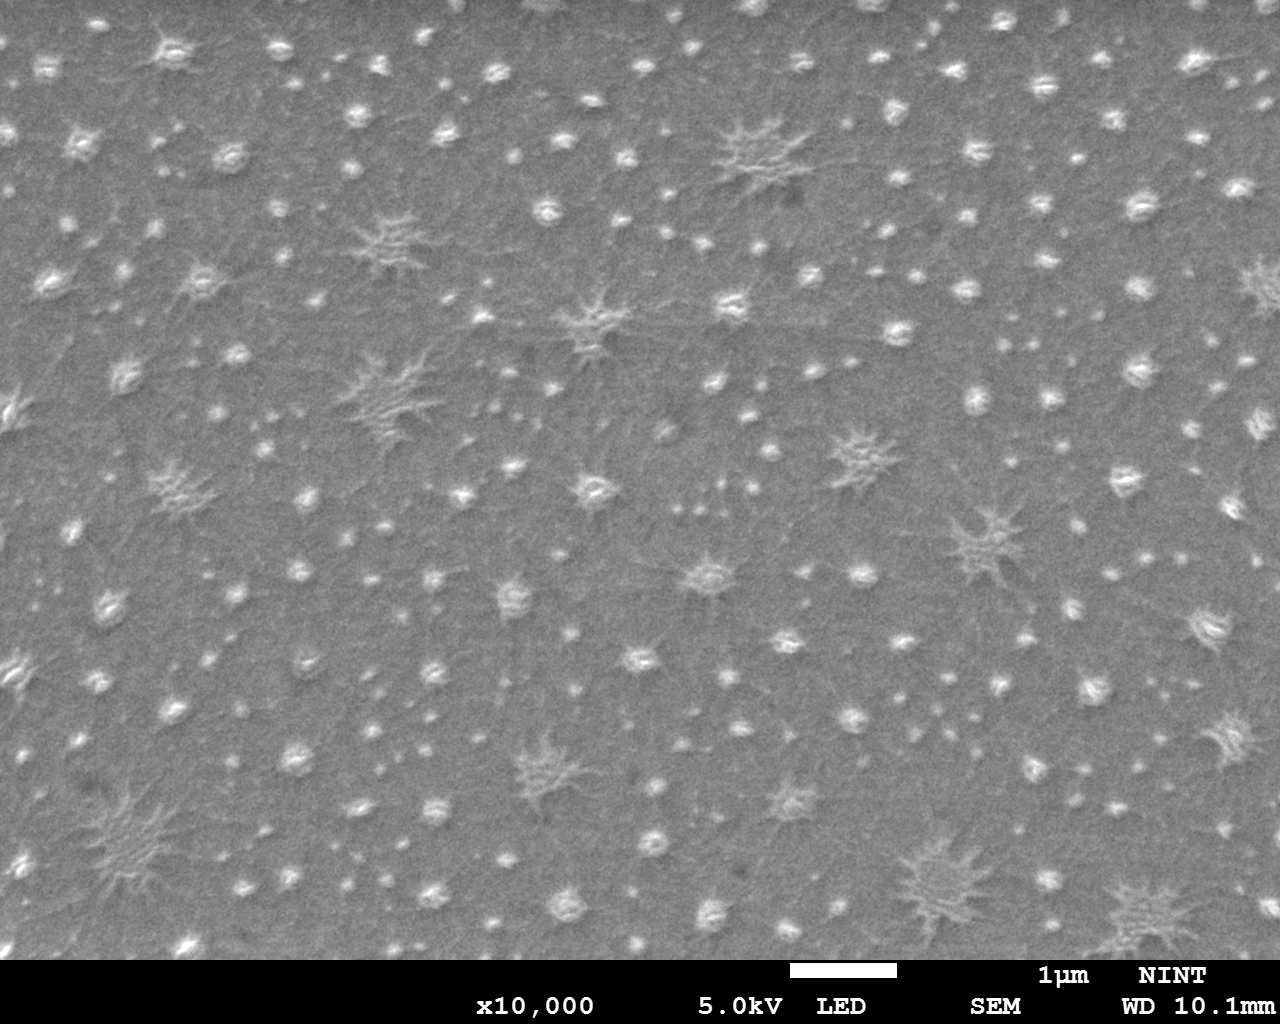 1µm NINT
x10,000 5.0kV LED SEM WD 10.1mm